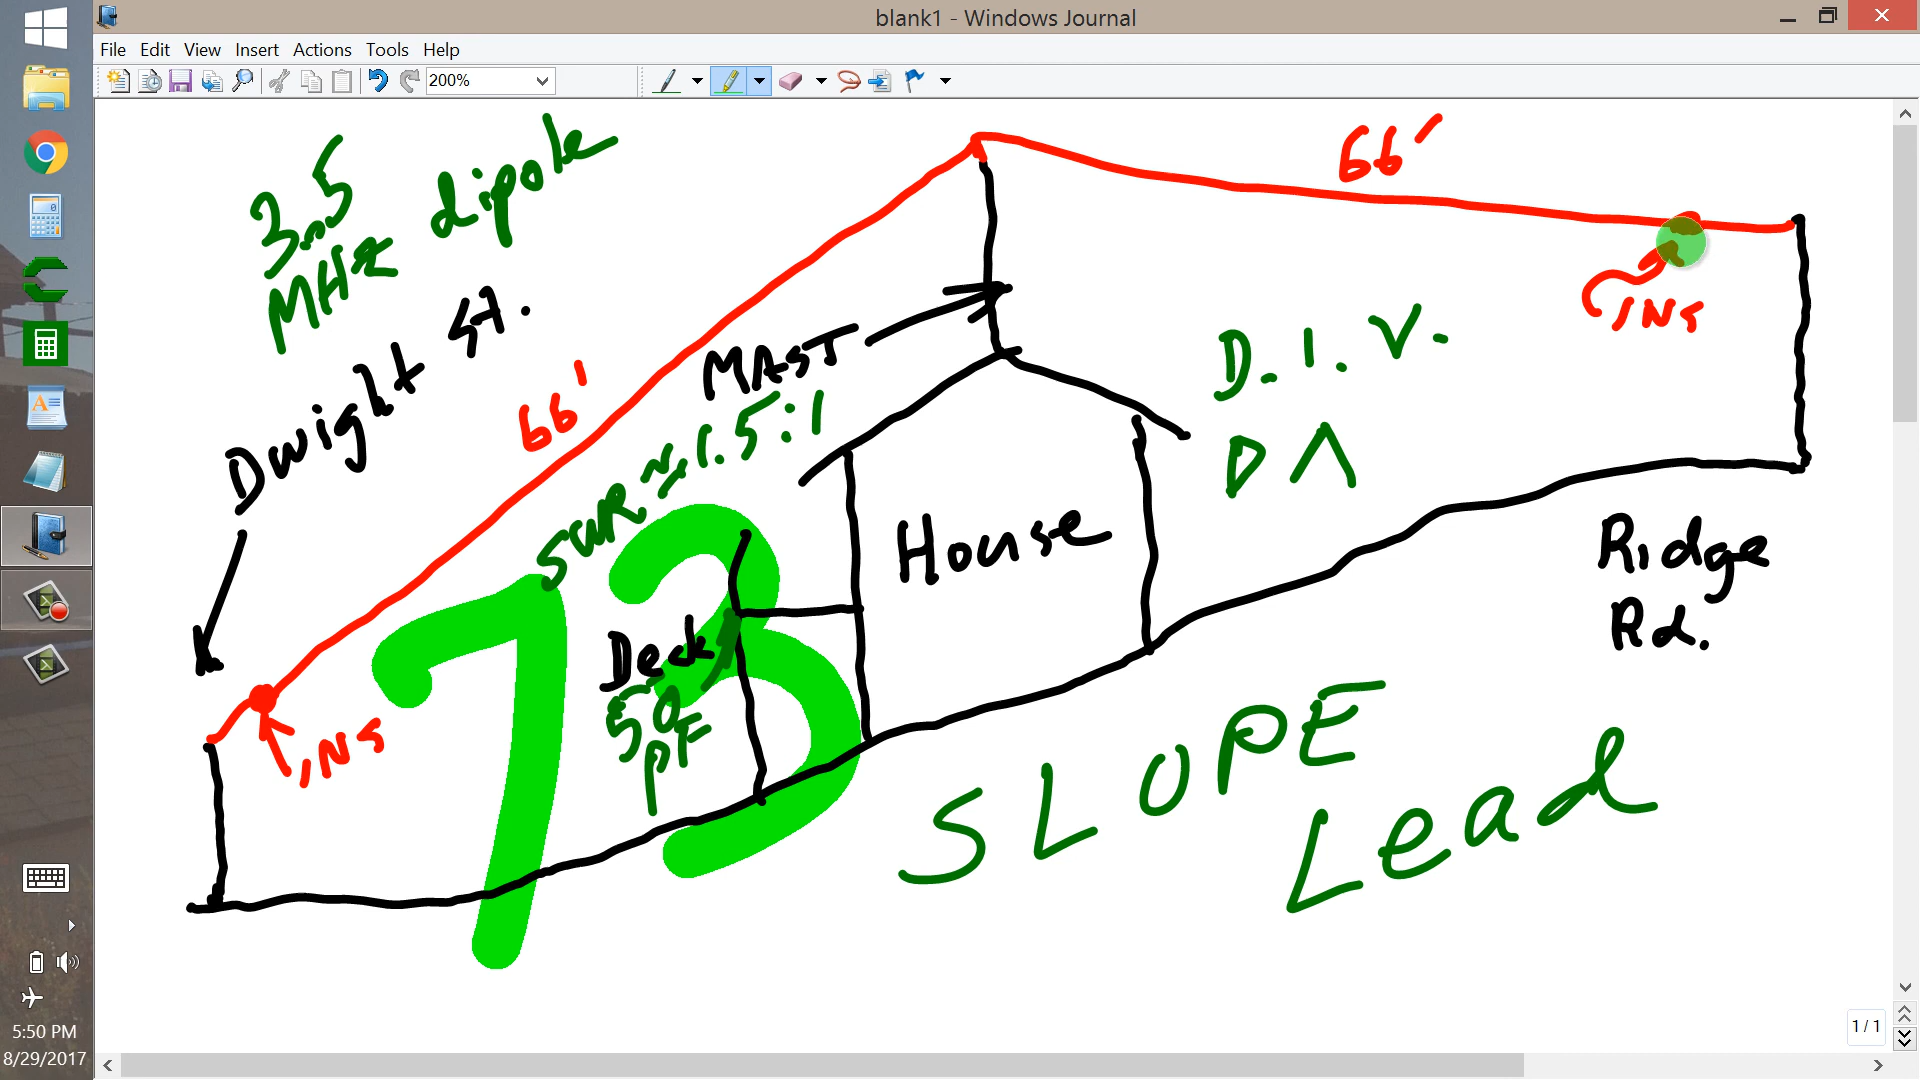 blank1 - Windows Journal
File Edit View Insert Actions Tools Help
200%
3.5
MHz dipole
Dwight St.
66'
66'
MAST
SWR ≈ 1.5:1
D.I.V.
D Λ
INS
House
Ridge
Rd.
Deck
50
pF
73
INS
SLOPE
Lead
1 / 1
5:50 PM
8/29/2017